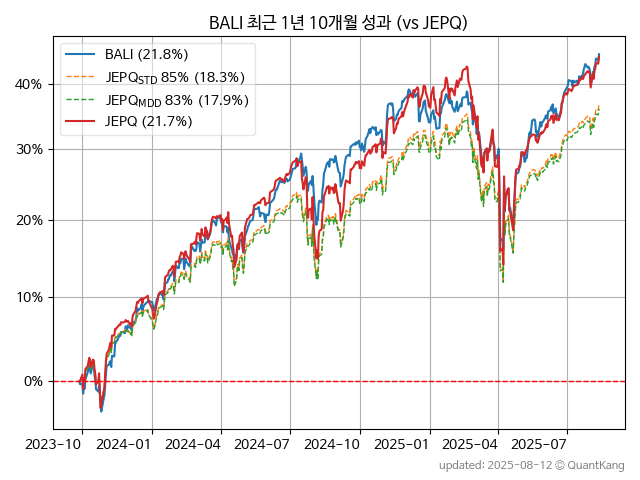 BALI 최근 1년 10개월 성과 (vs JEPQ)
BALI (21.8%)
JEPQSTD 85% (18.3%)
JEPQMDD 83% (17.9%)
JEPQ (21.7%)
40%
30%
20%
10%
0%
2023-10 2024-01 2024-04 2024-07 2024-10 2025-01 2025-04 2025-07
updated: 2025-08-12 © QuantKang